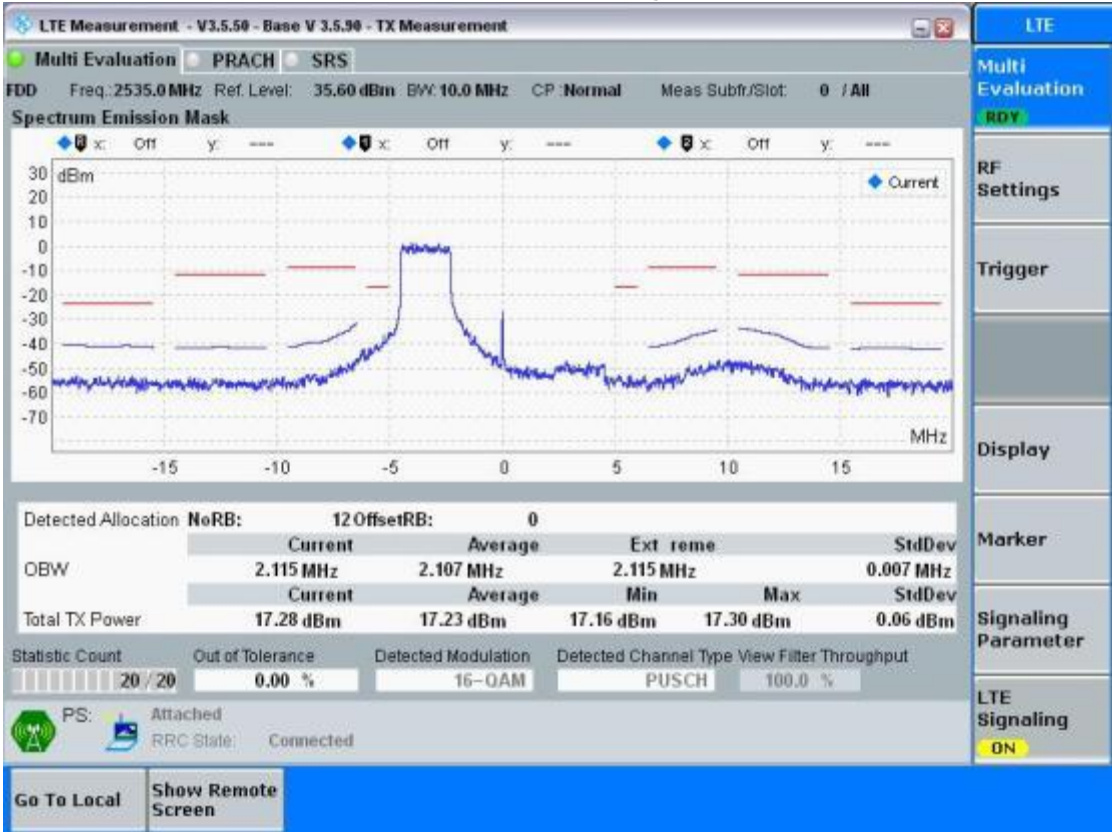 LTE Measurement - V3.5.50 - Base V 3.5.90 - TX Measurement
LTE
Multi Evaluation PRACH SRS
Multi
Evaluation
RDY
FDD Freq.:2535.0 MHz Ref. Level: 35.60 dBm BW: 10.0 MHz CP :Normal Meas Subfr./Slot: 0 / All
Spectrum Emission Mask
x: Off y: --- x: Off y: --- x: Off y: ---
30 dBm
Current
20
10
0
-10
-20
-30
-40
-50
-60
-70
MHz
-15 -10 -5 0 5 10 15
RF
Settings
Trigger
Display
Marker
Signaling
Parameter
LTE
Signaling
ON
Detected Allocation NoRB: 12 OffsetRB: 0
Current Average Ext reme StdDev
OBW 2.115 MHz 2.107 MHz 2.115 MHz 0.007 MHz
Current Average Min Max StdDev
Total TX Power 17.28 dBm 17.23 dBm 17.16 dBm 17.30 dBm 0.06 dBm
Statistic Count Out of Tolerance Detected Modulation Detected Channel Type View Filter Throughput
20 / 20 0.00 % 16-QAM PUSCH 100.0 %
PS: Attached
RRC State: Connected
Go To Local
Show Remote
Screen